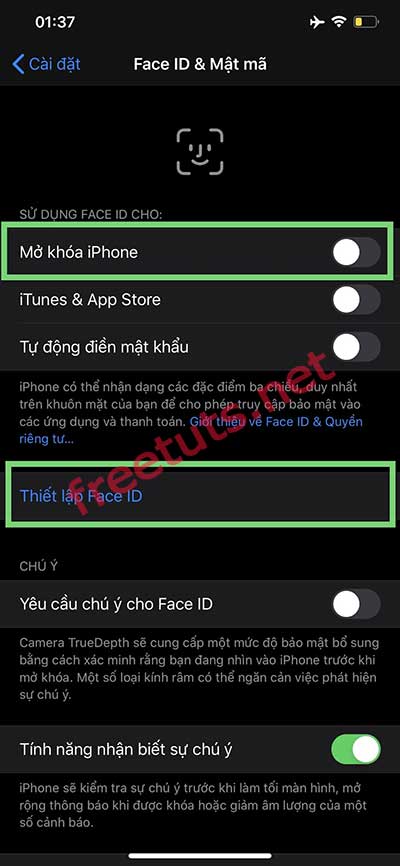 01:37
Cài đặt
Face ID & Mật mã
SỬ DỤNG FACE ID CHO:
Mở khóa iPhone
iTunes & App Store
Tự động điền mật khẩu
iPhone có thể nhận dạng các đặc điểm ba chiều, duy nhất
trên khuôn mặt của bạn để cho phép truy cập bảo mật vào
các ứng dụng và thanh toán. Giới thiệu về Face ID & Quyền
riêng tư...
freetuts.net
Thiết lập Face ID
CHÚ Ý
Yêu cầu chú ý cho Face ID
Camera TrueDepth sẽ cung cấp một mức độ bảo mật bổ sung
bằng cách xác minh rằng bạn đang nhìn vào iPhone trước khi
mở khóa. Một số loại kính râm có thể ngăn cản việc phát hiện
sự chú ý.
Tính năng nhận biết sự chú ý
iPhone sẽ kiểm tra sự chú ý trước khi làm tối màn hình, mở
rộng thông báo khi được khóa hoặc giảm âm lượng của một
số cảnh báo.